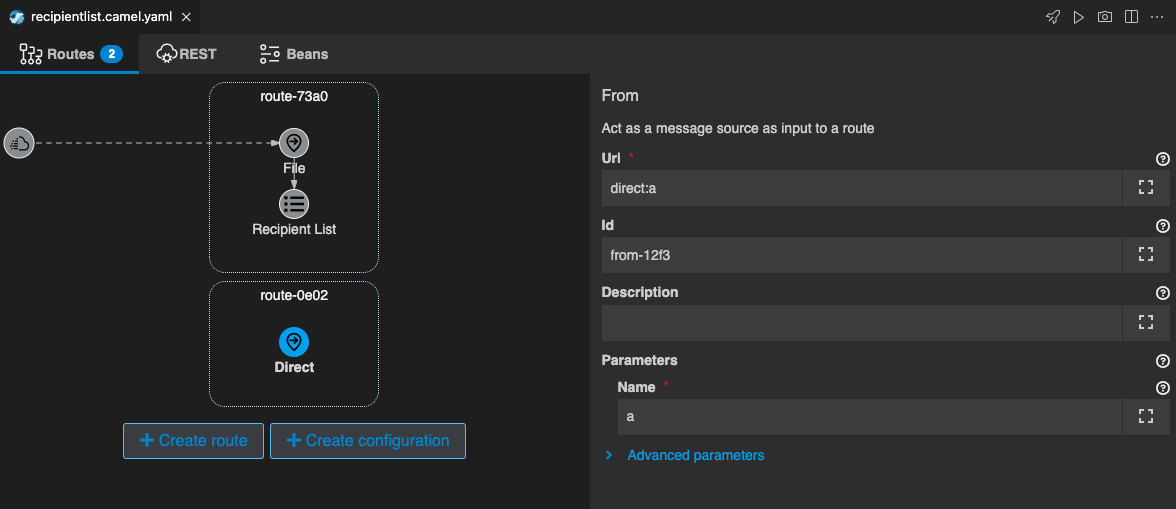 recipientlist.camel.yaml
Routes 2 REST Beans
route-73a0
File
Recipient List
route-0e02
Direct
Create route Create configuration
From
Act as a message source as input to a route
Uri *
direct:a
Id
from-12f3
Description
Parameters
Name *
a
Advanced parameters